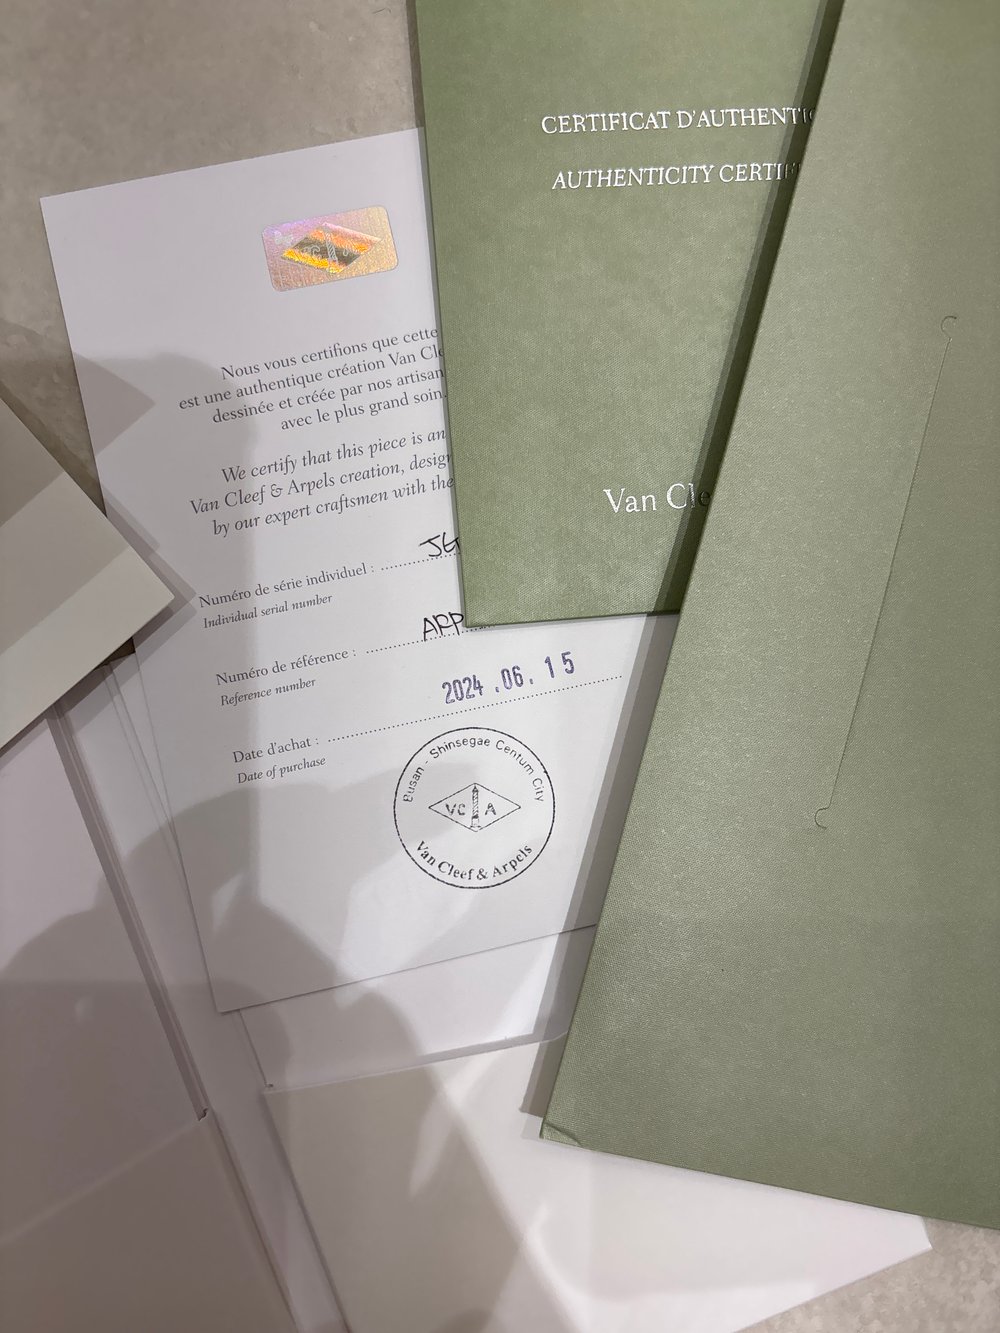 CERTIFICAT D'AUTHENTI
AUTHENTICITY CERTIF
Van Cle
Nous vous certifions que cette
est une authentique création Van Cle
dessinée et créée par nos artisan
avec le plus grand soin.
We certify that this piece is an
Van Cleef & Arpels creation, desig
by our expert craftsmen with the
Numéro de série individuel :
Individual serial number
Numéro de référence :
Reference number
2024.06.15
Date d'achat :
Date of purchase
Busan - Shinsegae Centum City
VC A
Van Cleef & Arpels